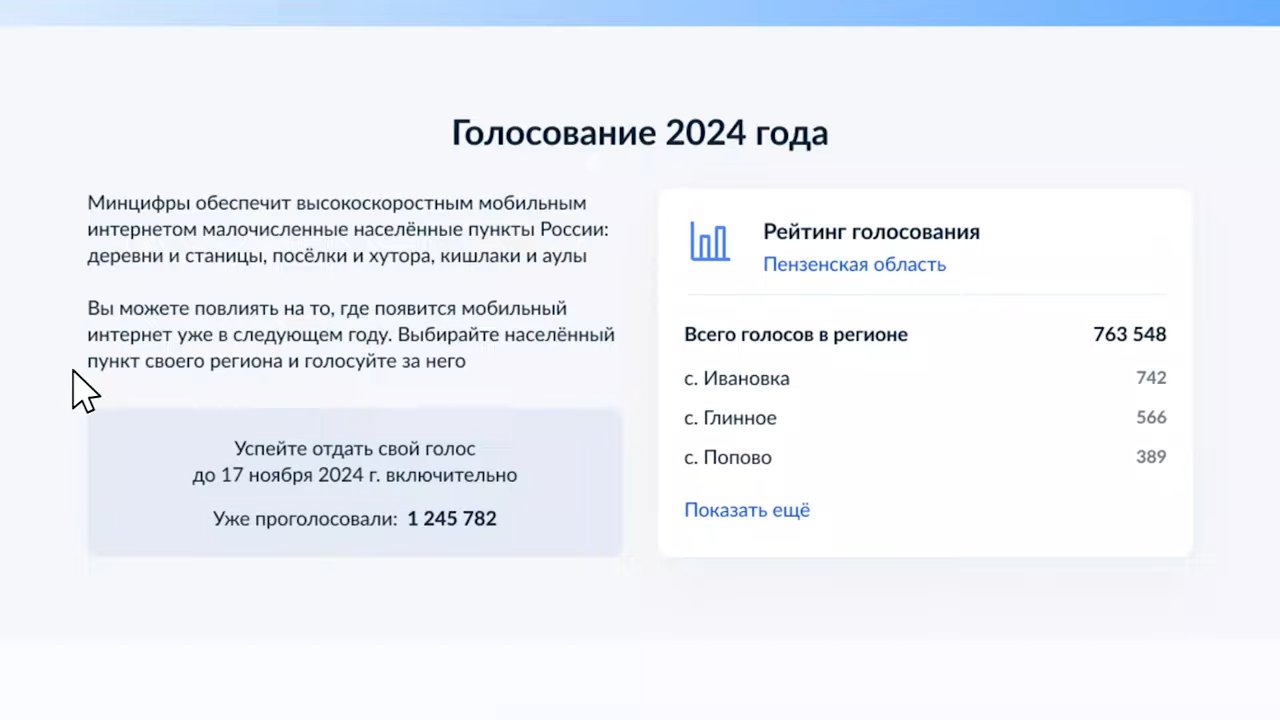 Голосование 2024 года
Минцифры обеспечит высокоскоростным мобильным
интернетом малочисленные населённые пункты России:
деревни и станицы, посёлки и хутора, кишлаки и аулы
Вы можете повлиять на то, где появится мобильный
интернет уже в следующем году. Выбирайте населённый
пункт своего региона и голосуйте за него
Успейте отдать свой голос
до 17 ноября 2024 г. включительно
Уже проголосовали: 1 245 782
Рейтинг голосования
Пензенская область
Всего голосов в регионе 763 548
с. Ивановка 742
с. Глинное 566
с. Попово 389
Показать ещё